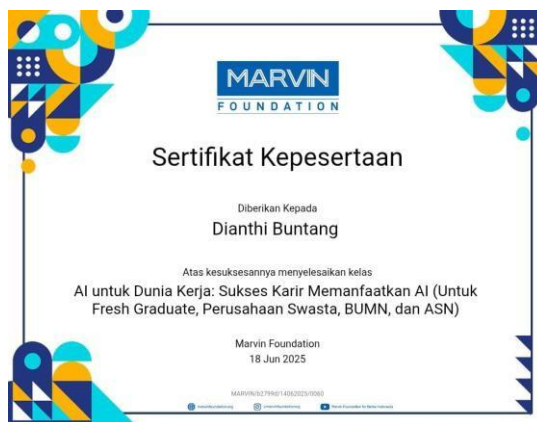 MARVIN
FOUNDATION
Sertifikat Kepesertaan
Diberikan Kepada
Dianthi Buntang
Atas kesuksesannya menyelesaikan kelas
AI untuk Dunia Kerja: Sukses Karir Memanfaatkan AI (Untuk
Fresh Graduate, Perusahaan Swasta, BUMN, dan ASN)
Marvin Foundation
18 Jun 2025